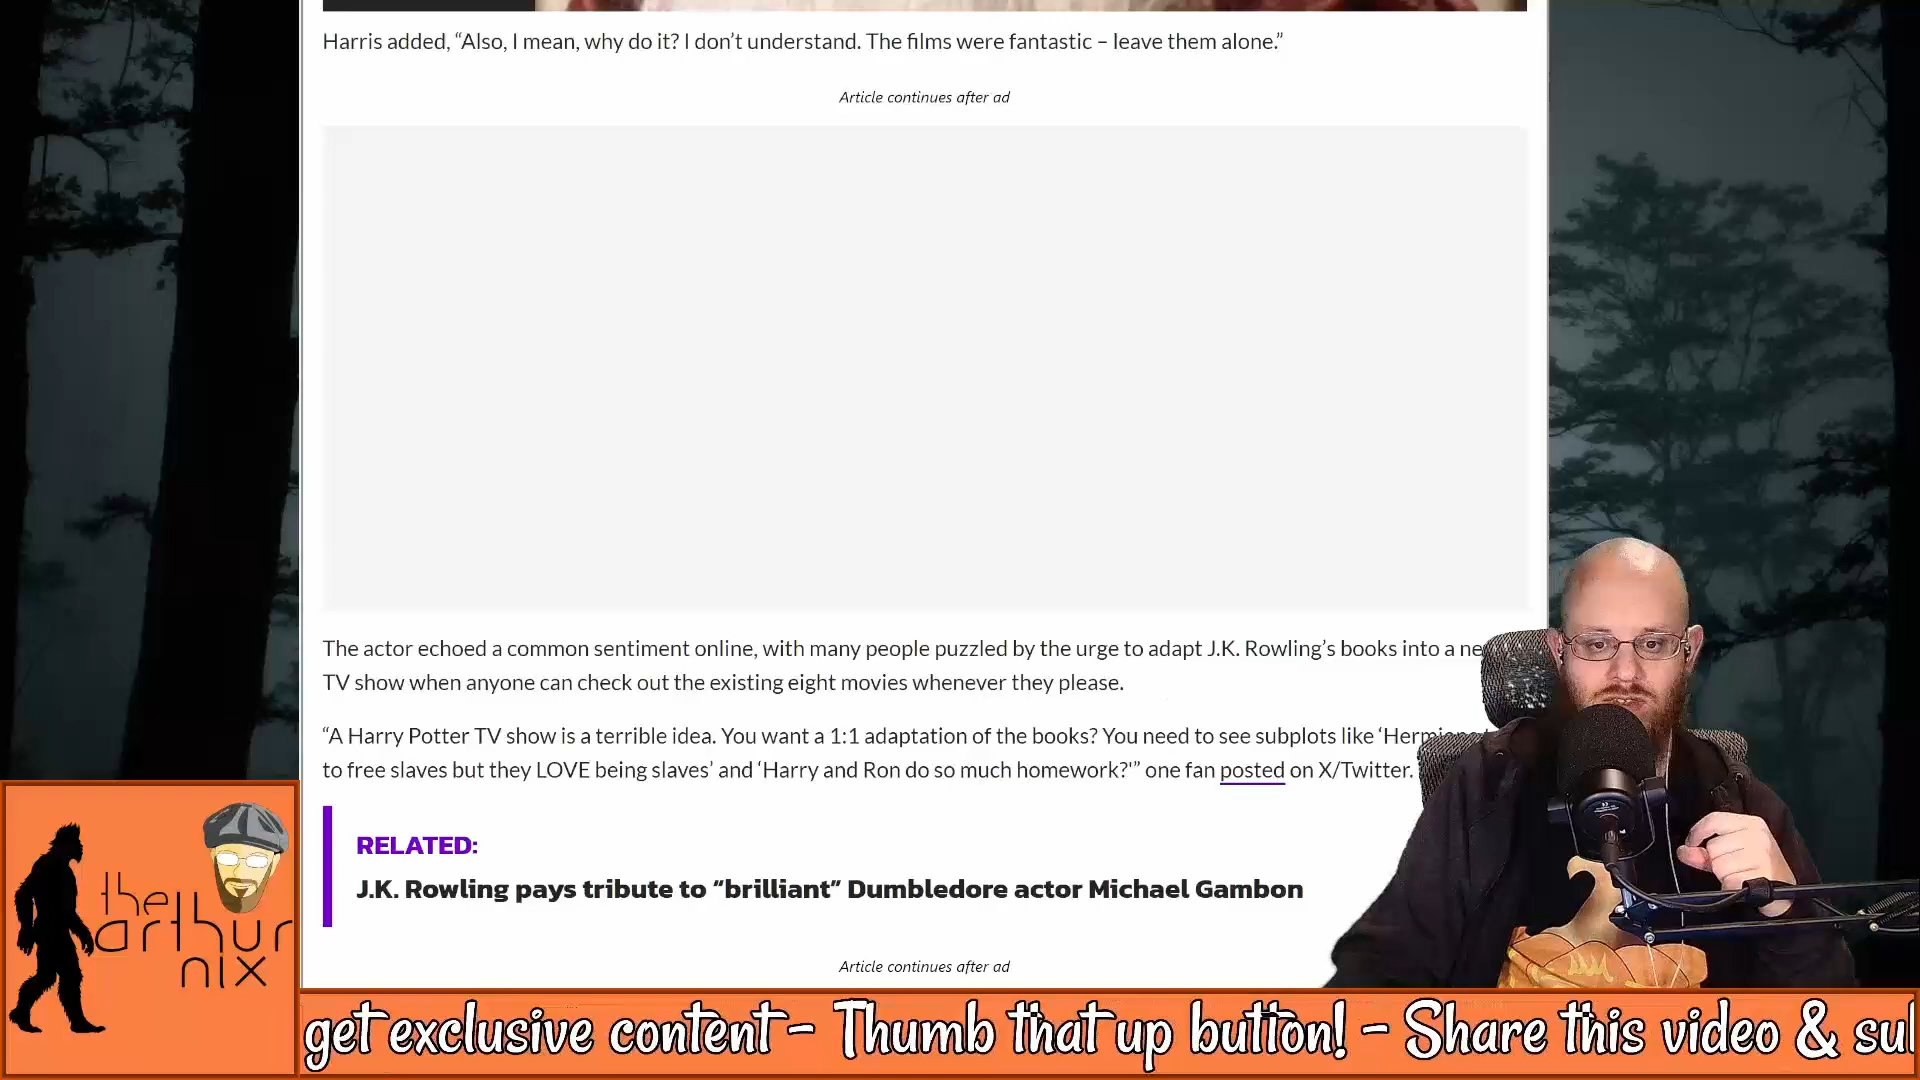 Harris added, “Also, I mean, why do it? I don’t understand. The films were fantastic – leave them alone.”
Article continues after ad
The actor echoed a common sentiment online, with many people puzzled by the urge to adapt J.K. Rowling’s books into a
TV show when anyone can check out the existing eight movies whenever they please.
“A Harry Potter TV show is a terrible idea. You want a 1:1 adaptation of the books? You need to see subplots like
to free slaves but they LOVE being slaves’ and ‘Harry and Ron do so much homework?'” one fan posted on X/Twitter.
RELATED:
J.K. Rowling pays tribute to “brilliant” Dumbledore actor Michael Gambon
Article continues after ad
the
arthur
nix
get exclusive content - Thumb that up button! - Share this video &